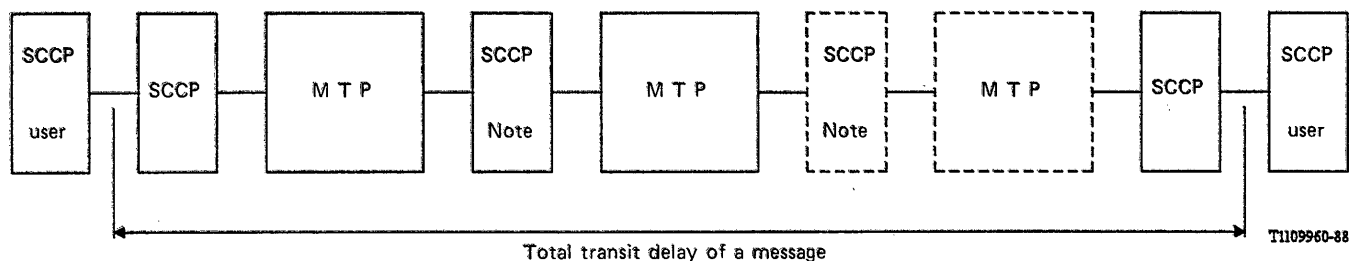 SCCP
user
SCCP
M T P
SCCP
Note
M T P
SCCP
Note
M T P
SCCP
SCCP
user
Total transit delay of a message
T1109960-88